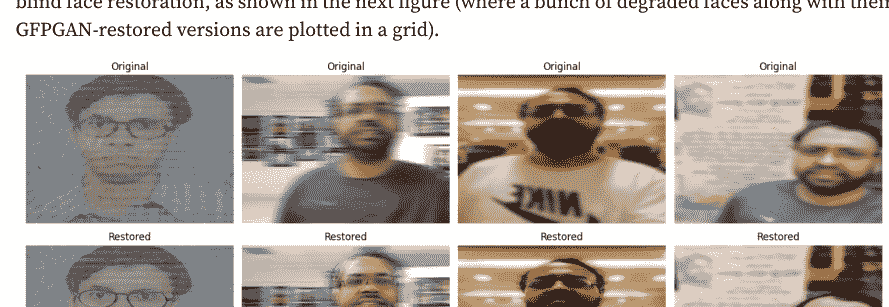 blind face restoration, as shown in the next figure (where a bunch of degraded faces along with their
GFPGAN-restored versions are plotted in a grid).
Original Original Original Original
NIKE
Restored Restored Restored Restored